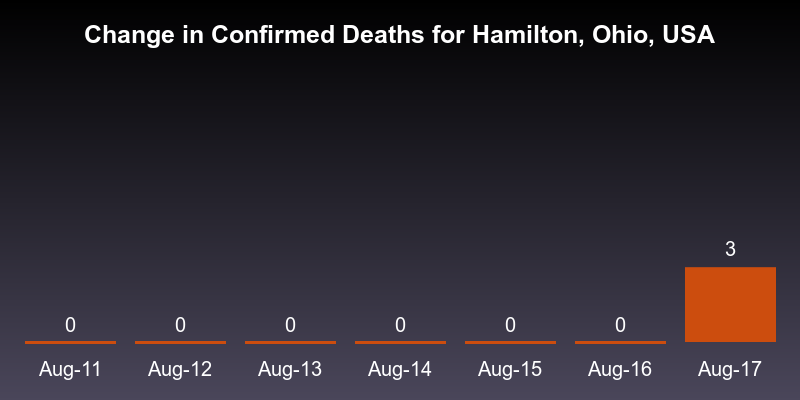 Change in Confirmed Deaths for Hamilton, Ohio, USA
3
0 0 0 0 0 0
Aug-11 Aug-12 Aug-13 Aug-14 Aug-15 Aug-16 Aug-17